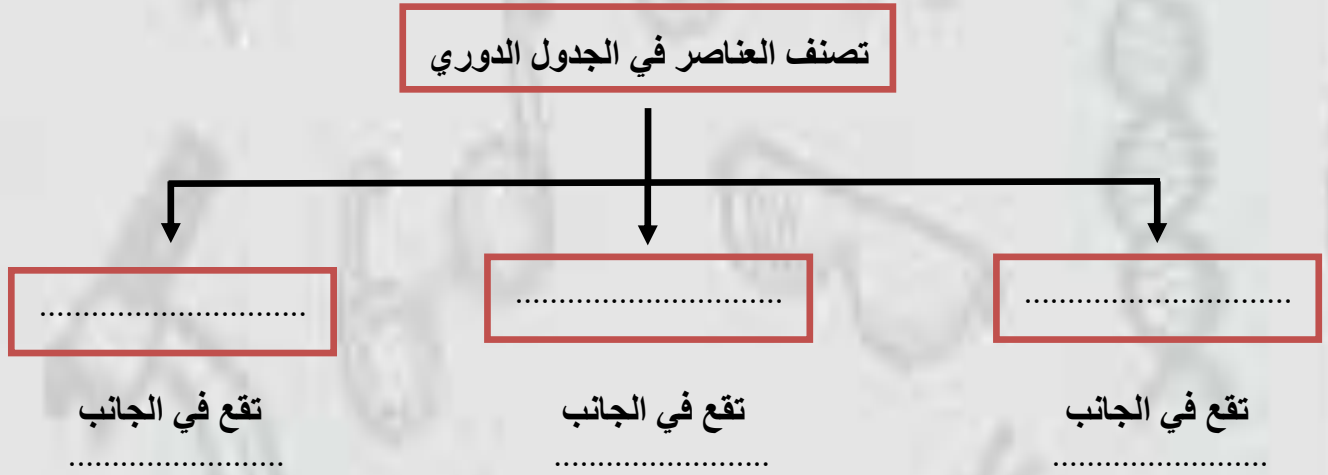 تصنف العناصر في الجدول الدوري
............................... ............................... ...............................
تقع في الجانب تقع في الجانب تقع في الجانب
......................... ......................... .........................